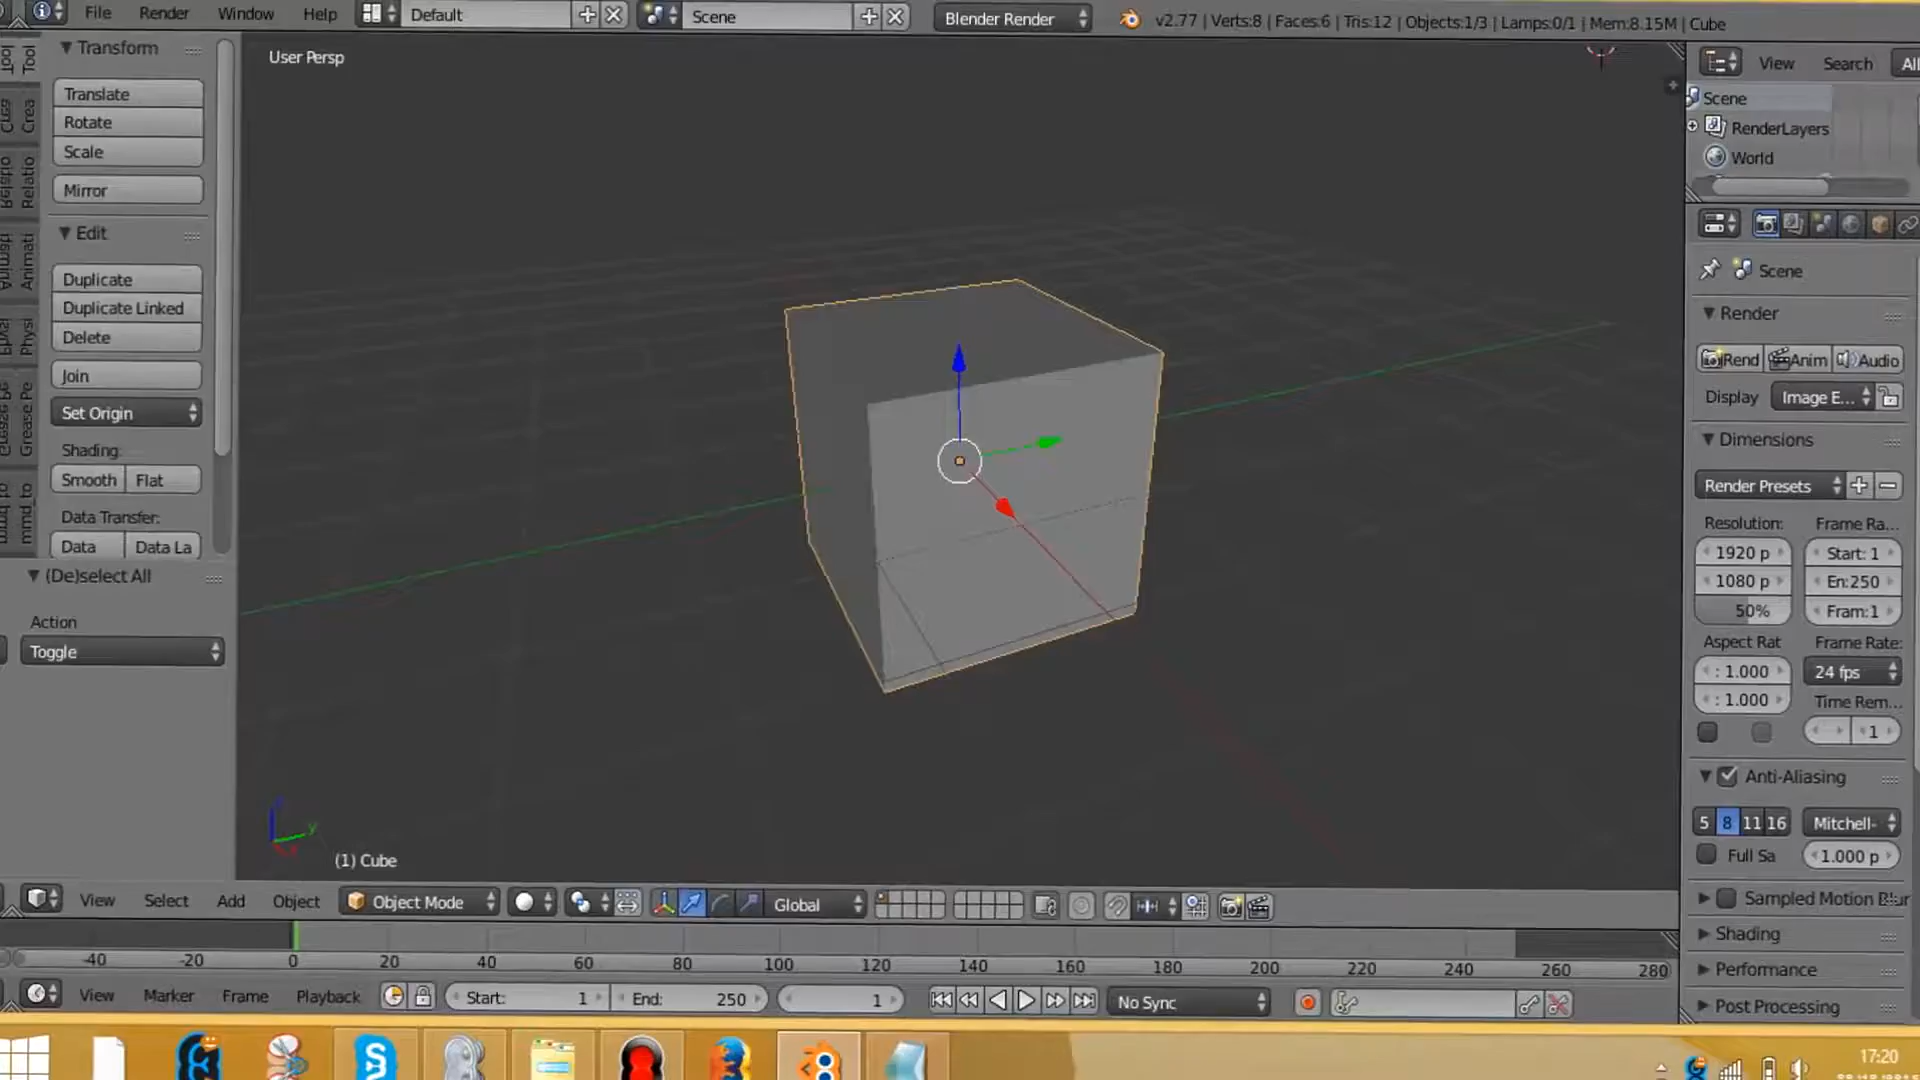 File Render Window Help Default Scene Blender Render v2.77 | Verts:8 | Faces:6 | Tris:12 | Objects:1/3 | Lamps:0/1 | Mem:8.15M | Cube
Transform
Translate
Rotate
Scale
Mirror
Edit
Duplicate
Duplicate Linked
Delete
Join
Set Origin
Shading:
Smooth Flat
Data Transfer:
Data Data La
(De)select All
Action
Toggle
Tool
Crea
Relatio
Animati
Physi
Grease Pe
mmd_to
User Persp
y
(1) Cube
View Search All
Scene
RenderLayers
World
Scene
Render
Rend Anim Audio
Display Image E...
Dimensions
Render Presets
Resolution: Frame Ra...
1920 p Start: 1
1080 p En:250
50% Fram:1
Aspect Rat Frame Rate:
: 1.000 24 fps
: 1.000 Time Rem...
1
Anti-Aliasing
5 8 11 16 Mitchell-
Full Sa 1.000 p
Sampled Motion Blur
Shading
Performance
Post Processing
View Select Add Object Object Mode Global
-40 -20 0 20 40 60 80 100 120 140 160 180 200 220 240 260 280
View Marker Frame Playback Start: 1 End: 250 1 No Sync
17:20